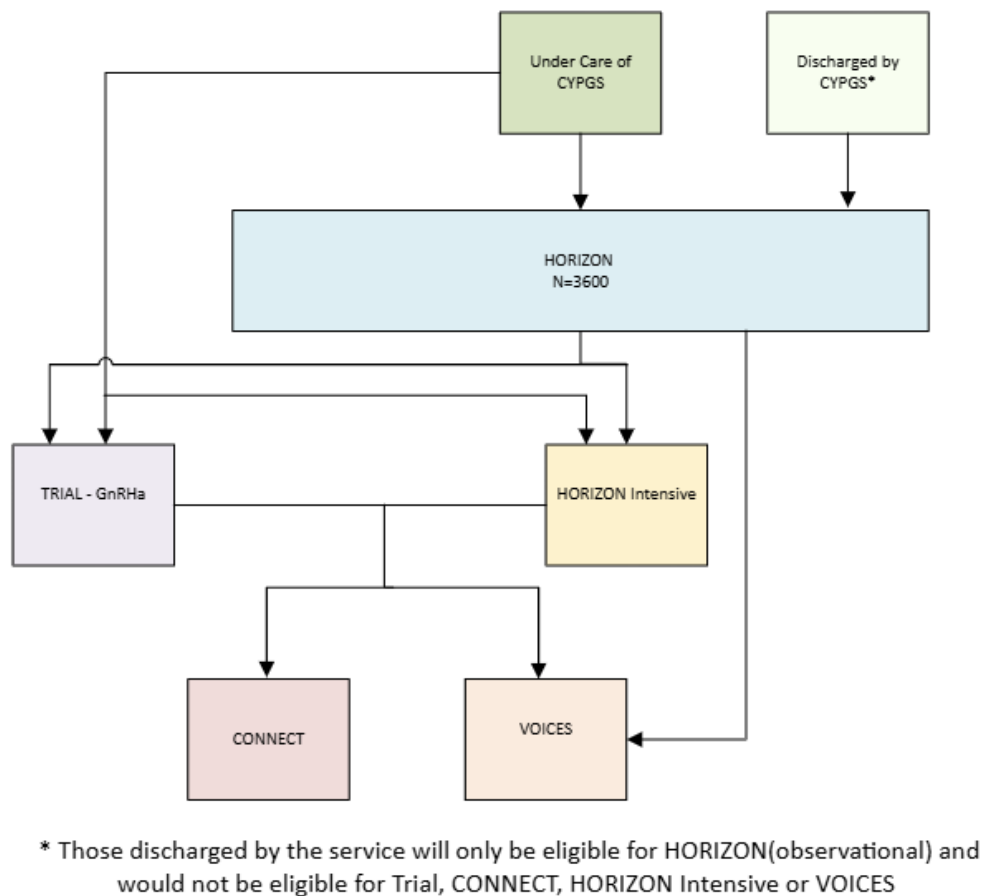 Under Care of
CYPGS
Discharged by
CYPGS*
HORIZON
N=3600
TRIAL - GnRHa
HORIZON Intensive
CONNECT
VOICES
* Those discharged by the service will only be eligible for HORIZON(observational) and
would not be eligible for Trial, CONNECT, HORIZON Intensive or VOICES